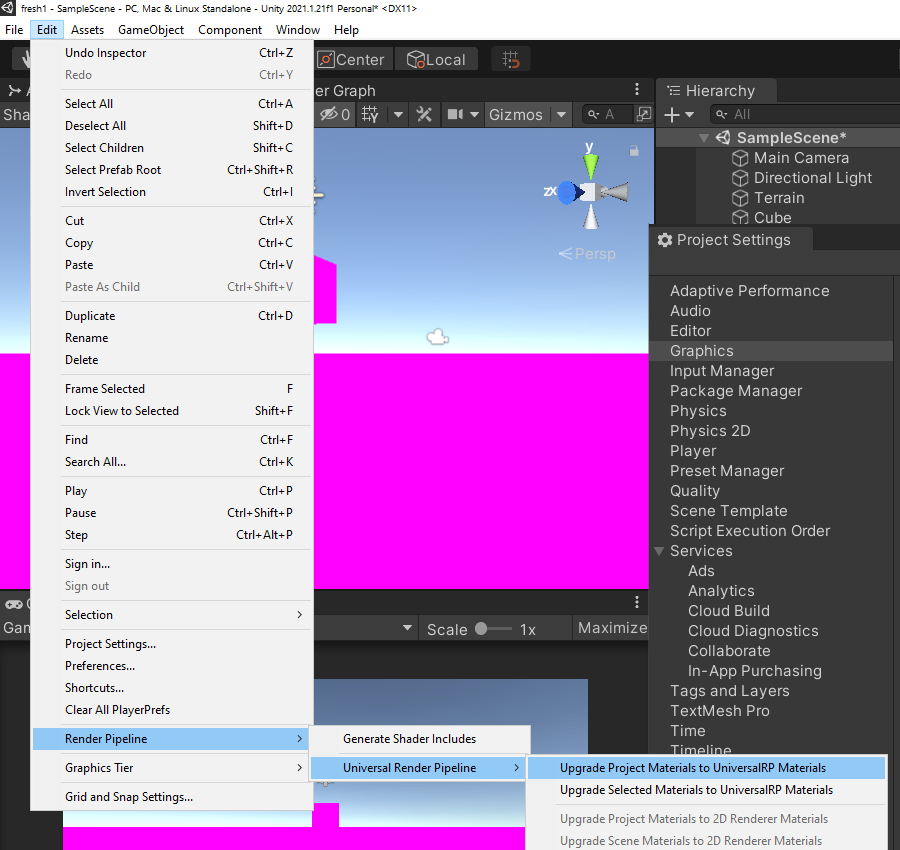 fresh1 - SampleScene - PC, Mac & Linux Standalone - Unity 2021.1.21f1 Personal* <DX11>
File Edit Assets GameObject Component Window Help
Undo Inspector Ctrl+Z
Redo Ctrl+Y
Select All Ctrl+A
Deselect All Shift+D
Select Children Shift+C
Select Prefab Root Ctrl+Shift+R
Invert Selection Ctrl+I
Cut Ctrl+X
Copy Ctrl+C
Paste Ctrl+V
Paste As Child Ctrl+Shift+V
Duplicate Ctrl+D
Rename
Delete
Frame Selected F
Lock View to Selected Shift+F
Find Ctrl+F
Search All... Ctrl+K
Play Ctrl+P
Pause Ctrl+Shift+P
Step Ctrl+Alt+P
Sign in...
Sign out
Selection >
Project Settings...
Preferences...
Shortcuts...
Clear All PlayerPrefs
Render Pipeline >
Graphics Tier >
Grid and Snap Settings...
Generate Shader Includes
Universal Render Pipeline >
Upgrade Project Materials to UniversalRP Materials
Upgrade Selected Materials to UniversalRP Materials
Upgrade Project Materials to 2D Renderer Materials
Upgrade Scene Materials to 2D Renderer Materials
Center Local
er Graph
Sha
0 Gizmos A
y
zx
< Persp
Gam
Scale 1x Maximize
Hierarchy
All
SampleScene*
Main Camera
Directional Light
Terrain
Cube
Project Settings
Adaptive Performance
Audio
Editor
Graphics
Input Manager
Package Manager
Physics
Physics 2D
Player
Preset Manager
Quality
Scene Template
Script Execution Order
Services
Ads
Analytics
Cloud Build
Cloud Diagnostics
Collaborate
In-App Purchasing
Tags and Layers
TextMesh Pro
Time
Timeline